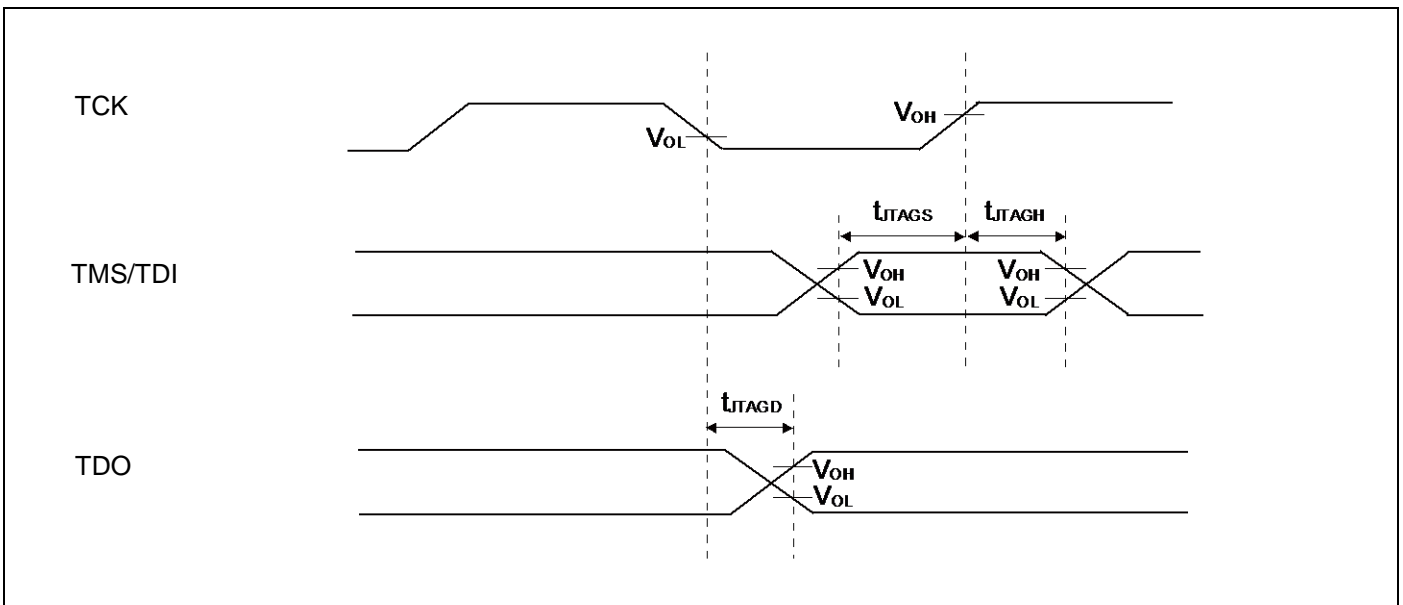 TCK
VOL
VOH
tJTAGS
tJTAGH
TMS/TDI
VOH
VOH
VOL
VOL
tJTAGD
TDO
VOH
VOL